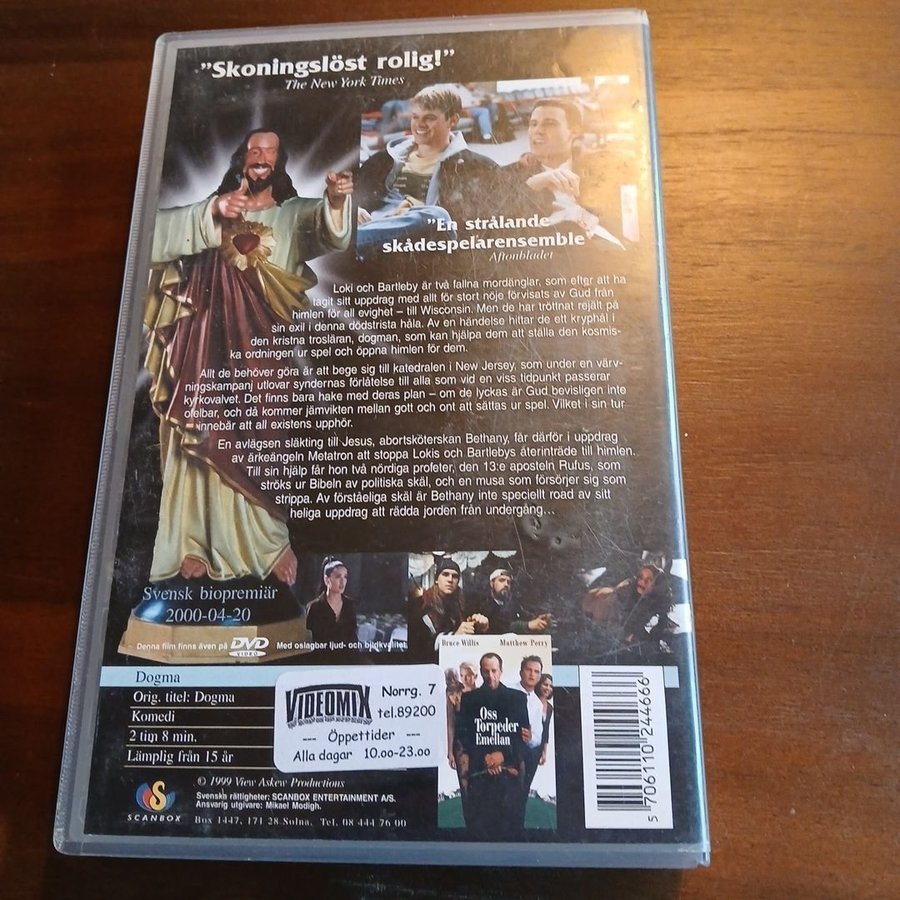 ”Skoningslöst rolig!”
The New York Times
”En strålande
skådespelarensemble”
Aftonbladet
Loki och Bartleby är två fallna mordänglar, som efter att ha
tagit sitt uppdrag med allt för stort nöje förvisats av Gud från
himlen för all evighet – till Wisconsin. Men de har tröttnat rejält på
sin exil i denna dödstrista håla. Av en händelse hittar de ett kryphål i
den kristna trosläran, dogman, som kan hjälpa dem att ställa den kosmis-
ka ordningen ur spel och öppna himlen för dem.
Allt de behöver göra är att bege sig till katedralen i New Jersey, som under en värv-
ningskampanj utlovar syndernas förlåtelse till alla som vid en viss tidpunkt passerar
kyrkovalvet. Det finns bara hake med deras plan – om de lyckas är Gud bevisligen inte
ofelbar, och då kommer jämvikten mellan gott och ont att sättas ur spel. Vilket i sin tur
innebär att all existens upphör.
En avlägsen släkting till Jesus, abortsköterskan Bethany, får därför i uppdrag
av ärkeängeln Metatron att stoppa Lokis och Bartlebys återinträde till himlen.
Till sin hjälp får hon två nördiga profeter, den 13:e aposteln Rufus, som
ströks ur Bibeln av politiska skäl, och en musa som försörjer sig som
strippa. Av förståeliga skäl är Bethany inte speciellt road av sitt
heliga uppdrag att rädda jorden från undergång...
Svensk biopremiär
2000-04-20
Denna film finns även på DVD VIDEO Med oslagbar ljud- och bildkvalitet.
Dogma
Orig. titel: Dogma
Komedi
2 tim 8 min.
Lämplig från 15 år
VIDEOMIX
Norrg. 7
tel.89200
--- Öppettider ---
Alla dagar 10.00-23.00
Bruce Willis Matthew Perry
Oss
Torpeder
Emellan
5 706110 244666
© 1999 View Askew Productions
Svenska rättigheter: SCANBOX ENTERTAINMENT A/S.
Ansvarig utgivare: Mikael Modigh.
SCANBOX
Box 1447, 171 28 Solna, Tel. 08 444 76 00